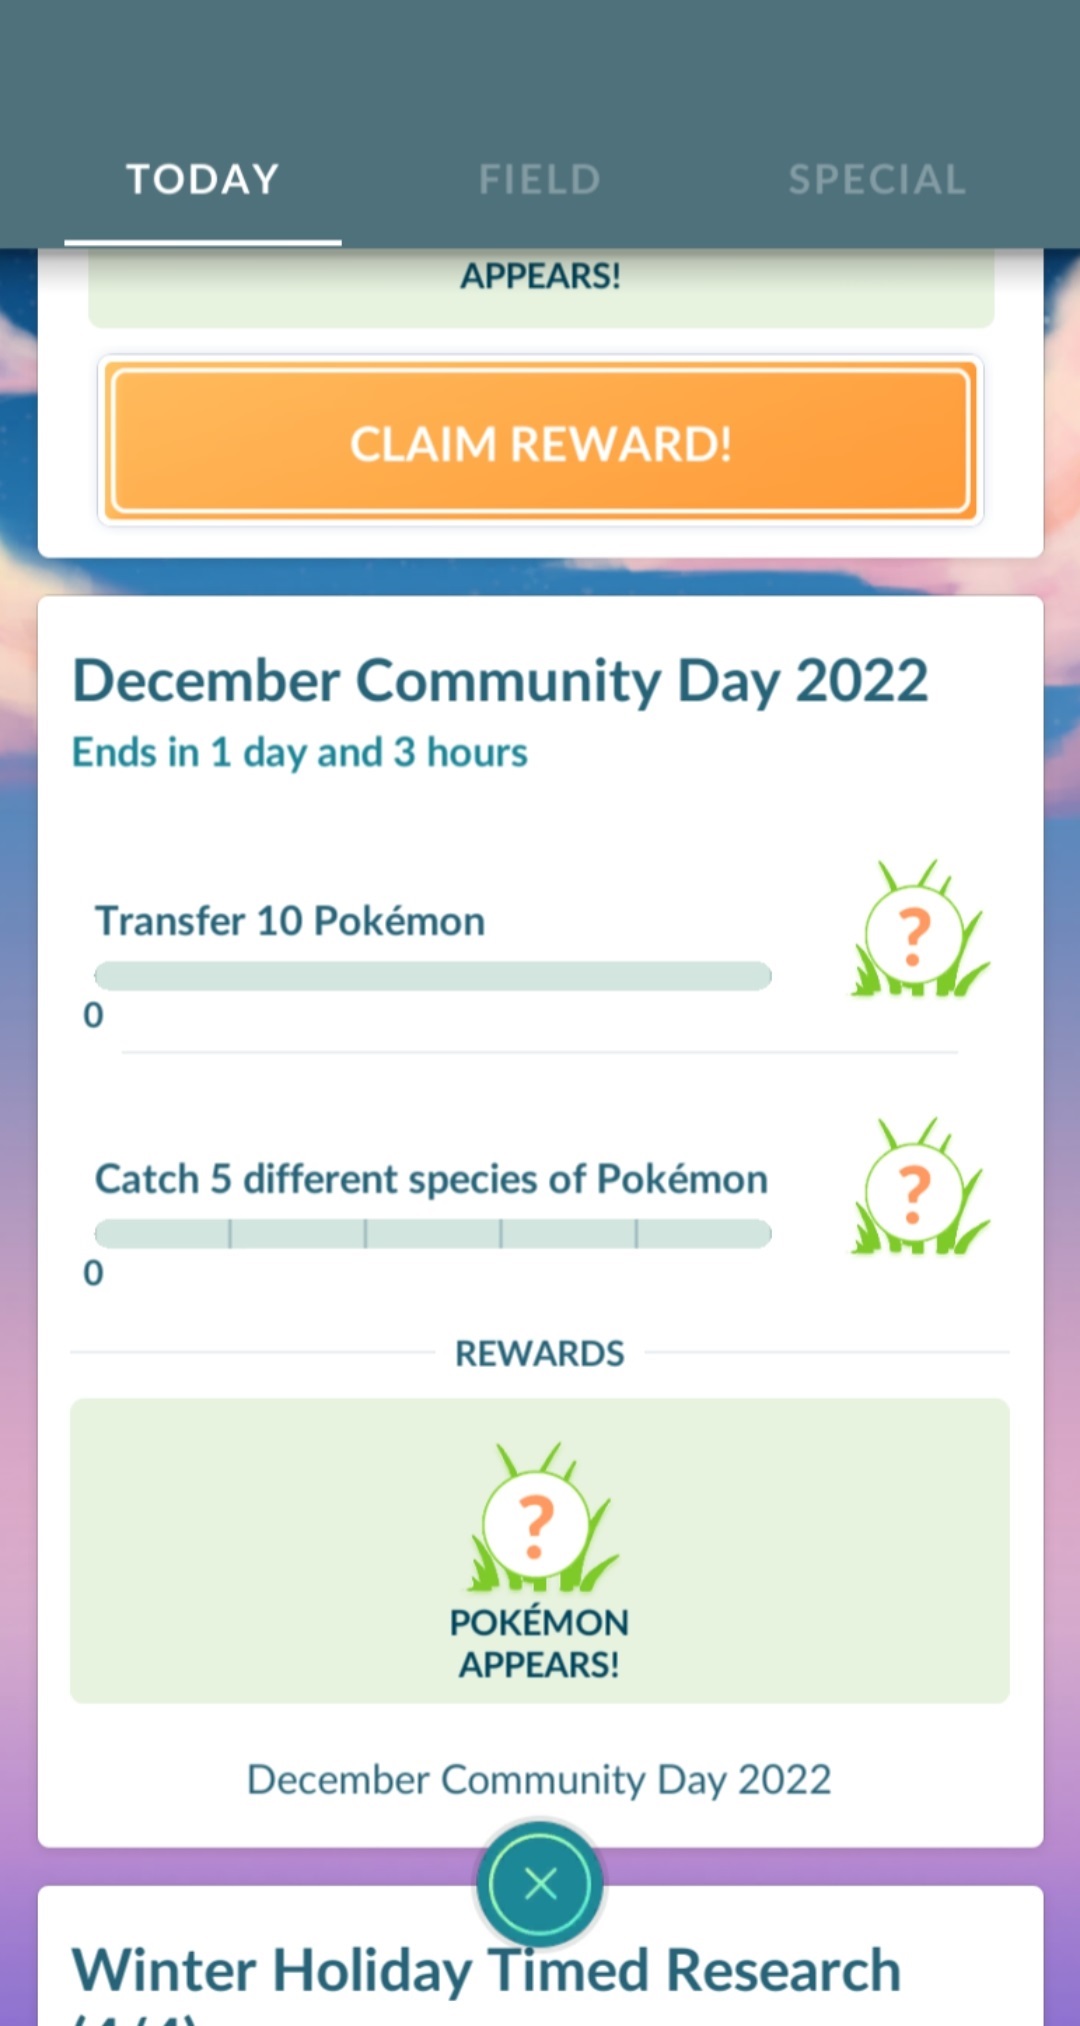 TODAY
FIELD
SPECIAL
APPEARS!
CLAIM REWARD!
December Community Day 2022
Ends in 1 day and 3 hours
Transfer 10 Pokémon
?
0
Catch 5 different species of Pokémon
?
0
REWARDS
?
POKÉMON
APPEARS!
December Community Day 2022
Winter Holiday Timed Research
(4/4)